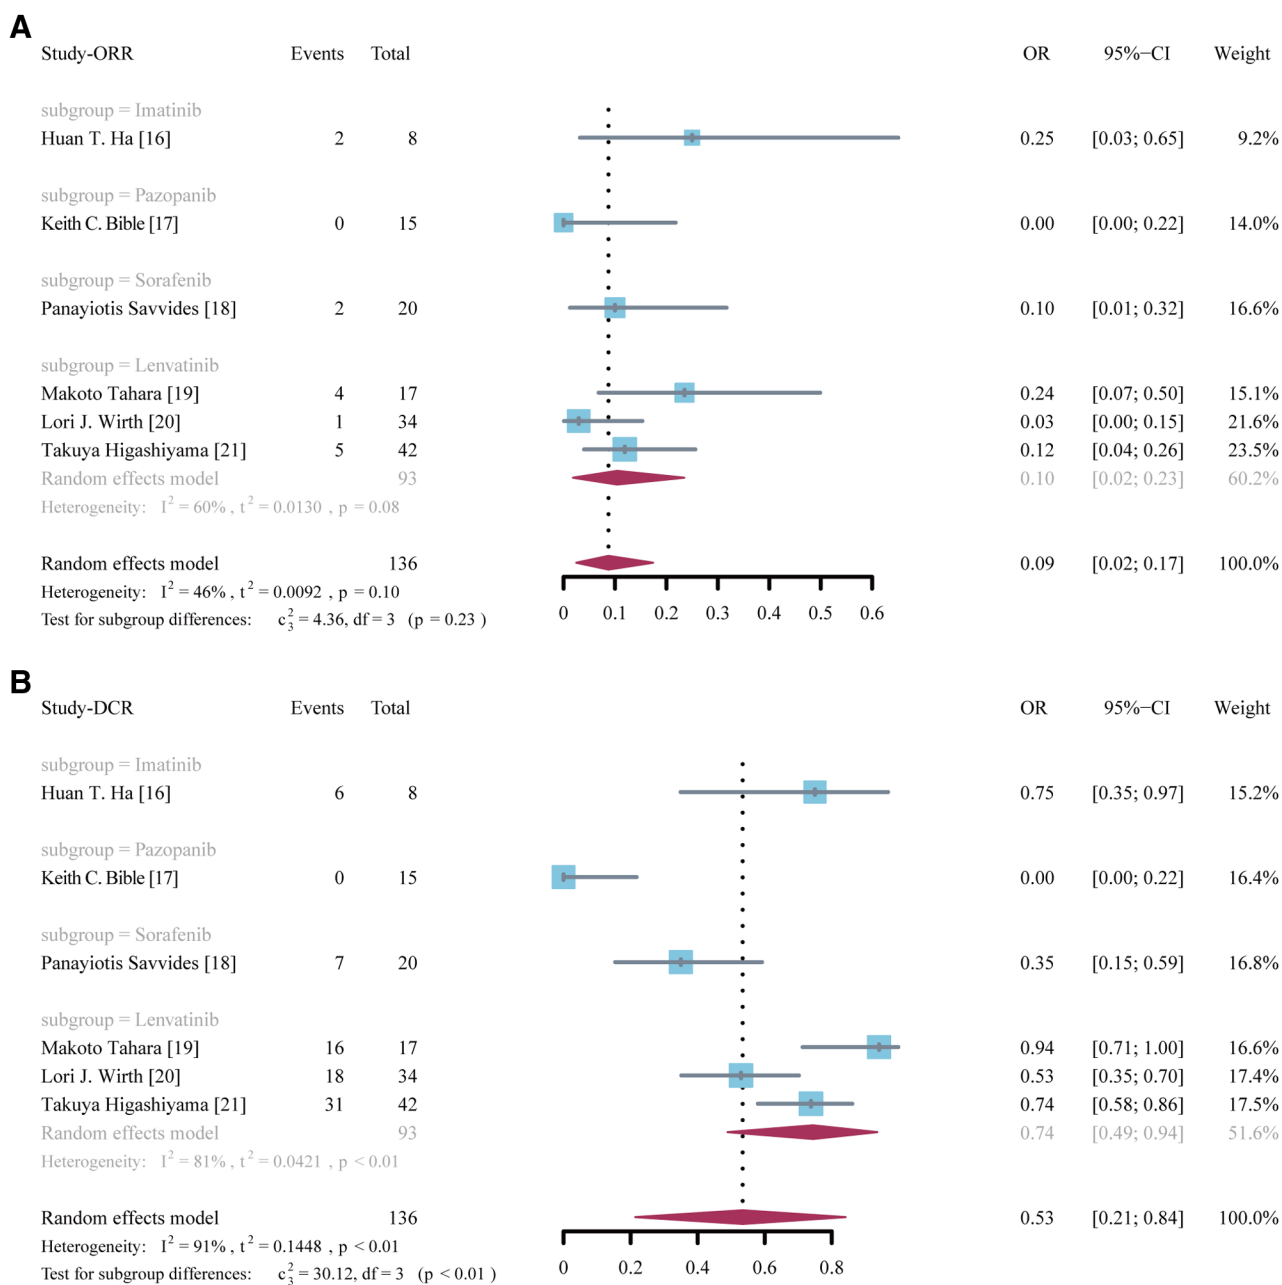 A
Study-ORR Events Total OR 95%−CI Weight
subgroup = Imatinib
Huan T. Ha [16] 2 8 0.25 [0.03; 0.65] 9.2%
subgroup = Pazopanib
Keith C. Bible [17] 0 15 0.00 [0.00; 0.22] 14.0%
subgroup = Sorafenib
Panayiotis Savvides [18] 2 20 0.10 [0.01; 0.32] 16.6%
subgroup = Lenvatinib
Makoto Tahara [19] 4 17 0.24 [0.07; 0.50] 15.1%
Lori J. Wirth [20] 1 34 0.03 [0.00; 0.15] 21.6%
Takuya Higashiyama [21] 5 42 0.12 [0.04; 0.26] 23.5%
Random effects model 93 0.10 [0.02; 0.23] 60.2%
Heterogeneity: I² = 60% , t² = 0.0130 , p = 0.08
Random effects model 136 0.09 [0.02; 0.17] 100.0%
Heterogeneity: I² = 46% , t² = 0.0092 , p = 0.10
0 0.1 0.2 0.3 0.4 0.5 0.6
Test for subgroup differences: c²₃ = 4.36, df = 3 (p = 0.23 )
B
Study-DCR Events Total OR 95%−CI Weight
subgroup = Imatinib
Huan T. Ha [16] 6 8 0.75 [0.35; 0.97] 15.2%
subgroup = Pazopanib
Keith C. Bible [17] 0 15 0.00 [0.00; 0.22] 16.4%
subgroup = Sorafenib
Panayiotis Savvides [18] 7 20 0.35 [0.15; 0.59] 16.8%
subgroup = Lenvatinib
Makoto Tahara [19] 16 17 0.94 [0.71; 1.00] 16.6%
Lori J. Wirth [20] 18 34 0.53 [0.35; 0.70] 17.4%
Takuya Higashiyama [21] 31 42 0.74 [0.58; 0.86] 17.5%
Random effects model 93 0.74 [0.49; 0.94] 51.6%
Heterogeneity: I² = 81% , t² = 0.0421 , p < 0.01
Random effects model 136 0.53 [0.21; 0.84] 100.0%
Heterogeneity: I² = 91% , t² = 0.1448 , p < 0.01
0 0.2 0.4 0.6 0.8
Test for subgroup differences: c²₃ = 30.12, df = 3 (p < 0.01 )